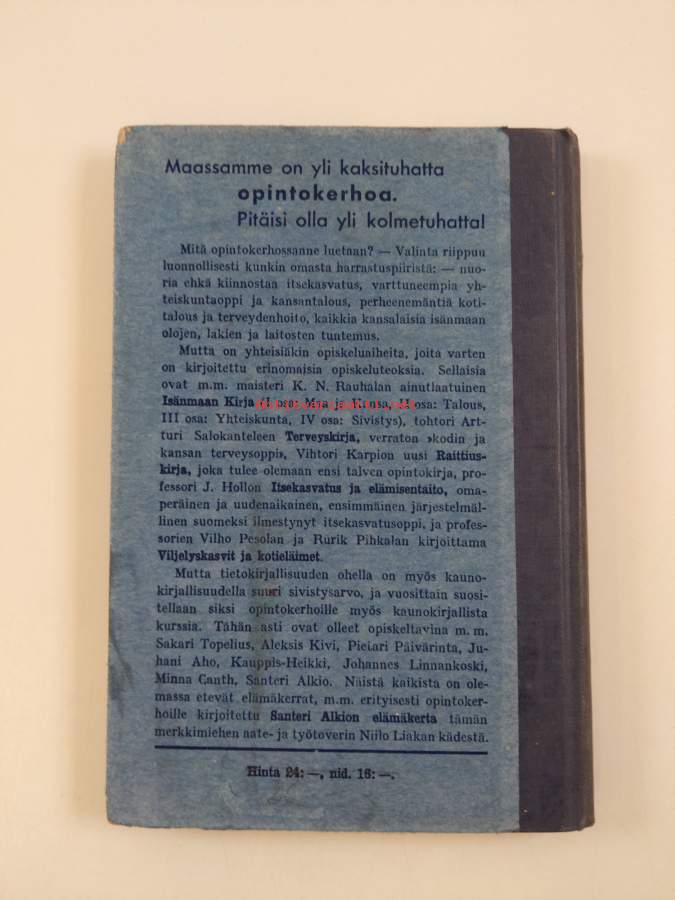 Maassamme on yli kaksituhatta
opintokerhoa.
Pitäisi olla yli kolmetuhatta!
Mitä opintokerhossanne luetaan? — Valinta riippuu
luonnollisesti kunkin omasta harrastuspiiristä: — nuo-
ria ehkä kiinnostaa itsekasvatus, varttuneempia yh-
teiskuntaoppi ja kansantalous, perheenemäntiä koti-
talous ja terveydenhoito, kaikkia kansalaisia isänmaan
olojen, lakien ja laitosten tuntemus.
Mutta on yhteisiäkin opiskeluaiheita, joita varten
on kirjoitettu erinomaisia opiskeluteoksia. Sellaisia
ovat m.m. maisteri K. N. Rauhalan ainutlaatuinen
Isänmaan Kirja (I osa: Maa ja Kansa, II osa: Talous,
III osa: Yhteiskunta, IV osa: Sivistys), tohtori Art-
turi Salokanteleen Terveyskirja, verraton »kodin ja
kansan terveysoppi», Vihtori Karpion uusi Raittius-
kirja, joka tulee olemaan ensi talven opintokirja, pro-
fessori J. Hollon Itsekasvatus ja elämisentaito, oma-
peräinen ja uudenaikainen, ensimmäinen järjestelmäl-
linen suomeksi ilmestynyt itsekasvatusoppi, ja profes-
sorien Vilho Pesolan ja Rurik Pihkalan kirjoittama
Viljelyskasvit ja kotieläimet.
Mutta tietokirjallisuuden ohella on myös kauno-
kirjallisuudella suuri sivistysarvo, ja vuosittain suosi-
tellaan siksi opintokerhoille myös kaunokirjallista
kurssia. Tähän asti ovat olleet opiskeltavina m. m.
Sakari Topelius, Aleksis Kivi, Pietari Päivärinta, Ju-
hani Aho, Kauppis-Heikki, Johannes Linnankoski,
Minna Canth, Santeri Alkio. Näistä kaikista on ole-
massa etevät elämäkerrat, m.m. erityisesti opintoker-
hoille kirjoitettu Santeri Alkion elämäkerta tämän
merkkimiehen aate- ja työtoverin Niilo Liakan kädestä.
Hinta 24: —, nid. 16: —.